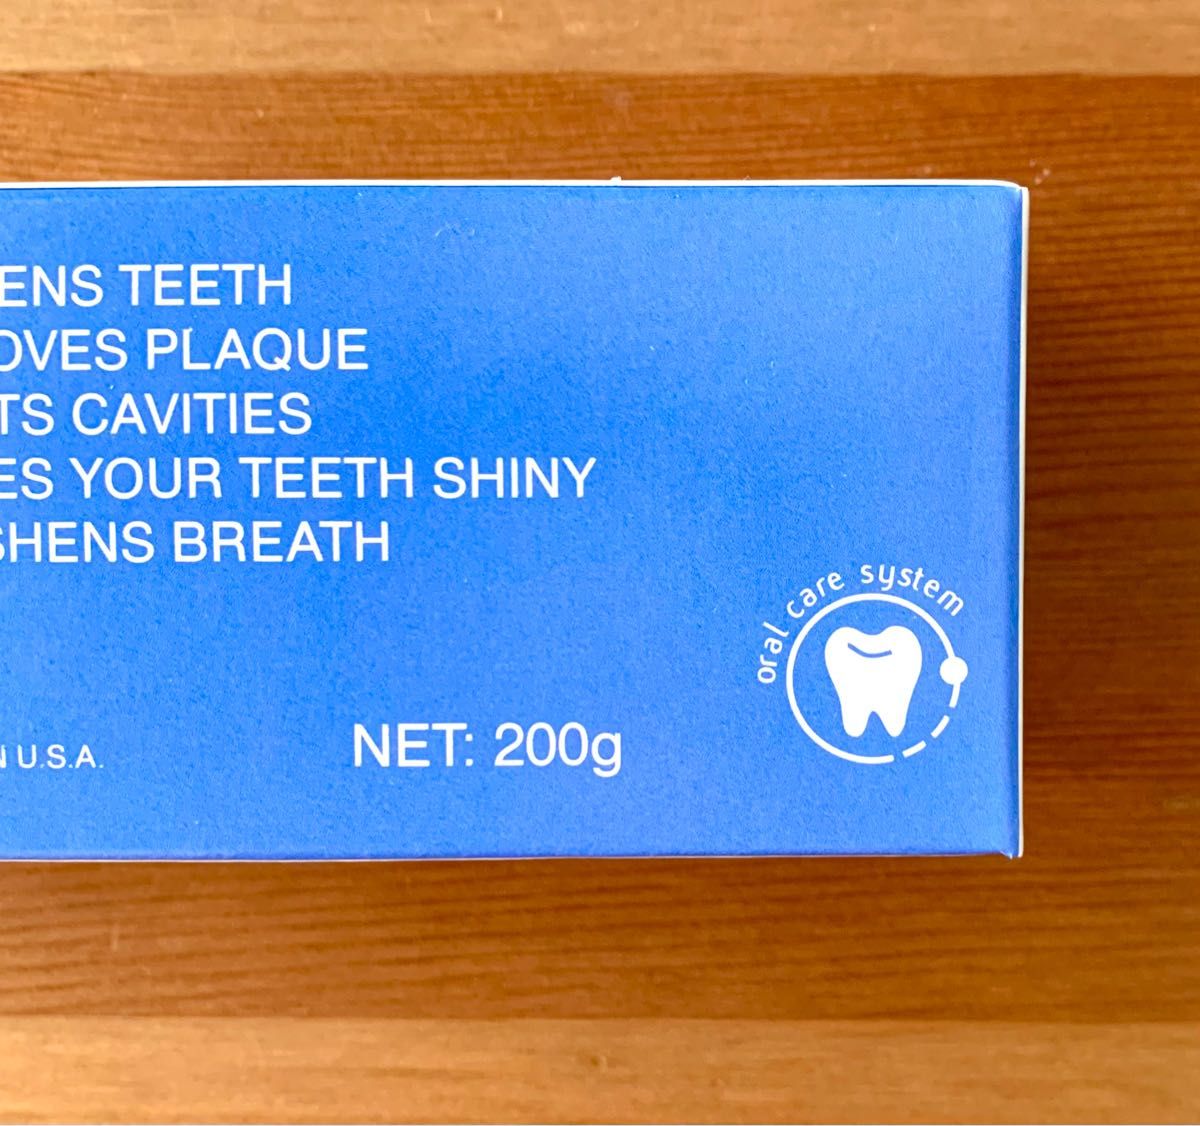 ENS TEETH
OVES PLAQUE
TS CAVITIES
ES YOUR TEETH SHINY
SHENS BREATH
oral care system
N U.S.A.
NET: 200g